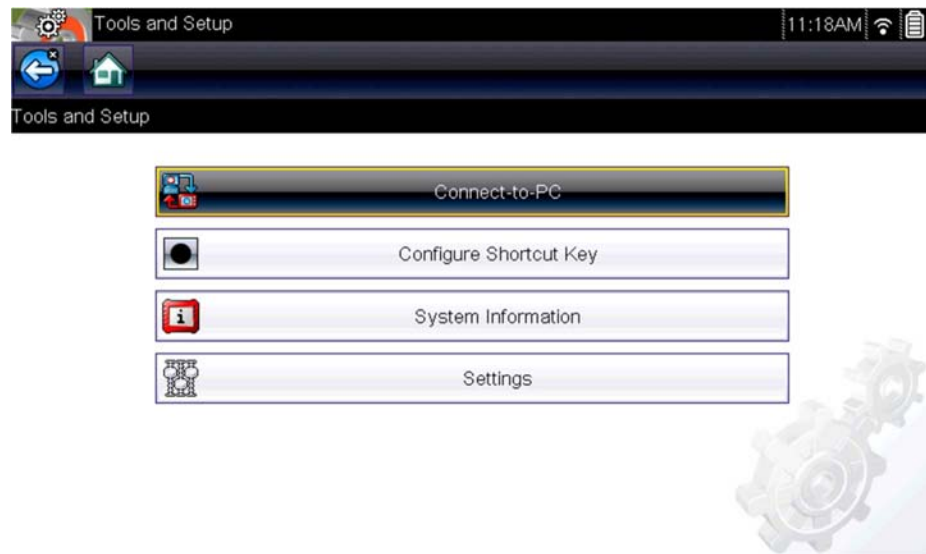 Tools and Setup
11:18AM
Tools and Setup
Connect-to-PC
Configure Shortcut Key
System Information
Settings